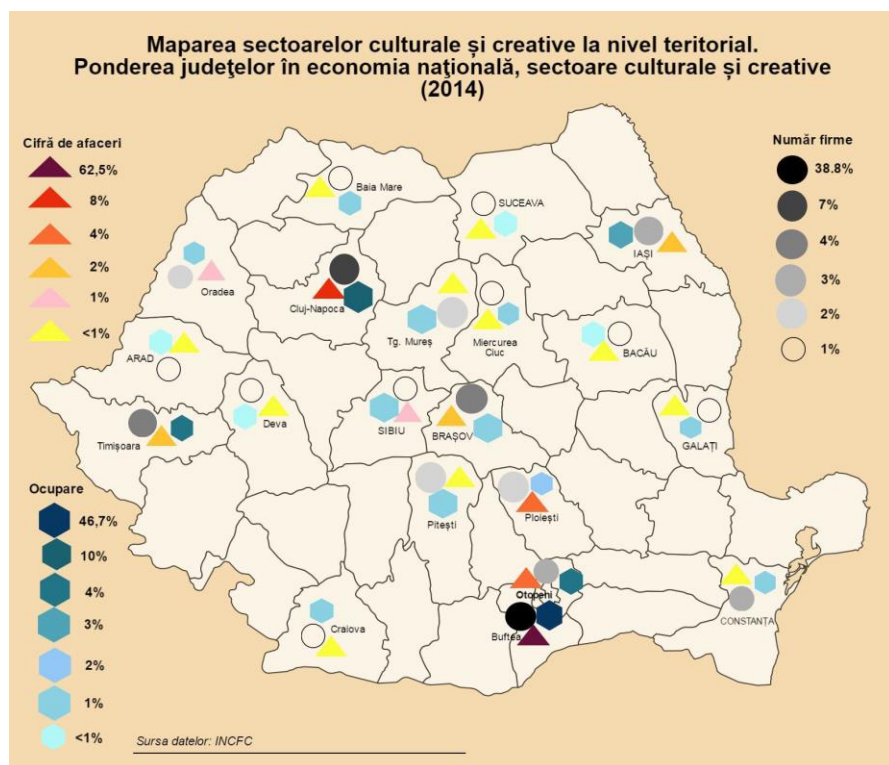 Maparea sectoarelor culturale și creative la nivel teritorial.
Ponderea județelor în economia națională, sectoare culturale și creative
(2014)
Cifră de afaceri
62,5%
8%
4%
2%
1%
<1%
Număr firme
38.8%
7%
4%
3%
2%
1%
Baia Mare
SUCEAVA
IAȘI
Oradea
Cluj-Napoca
Tg. Mureș
Miercurea
Ciuc
BACĂU
ARAD
Deva
Timișoara
SIBIU
BRAȘOV
GALAȚI
Pitești
Ploiești
Otopeni
Buftea
CONSTANȚA
Craiova
Ocupare
46,7%
10%
4%
3%
2%
1%
<1%
Sursa datelor: INCFC